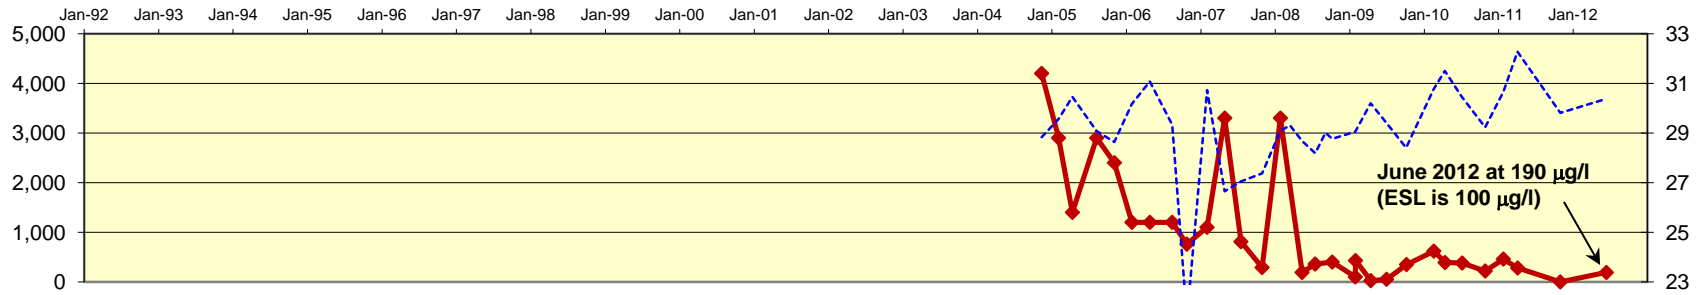 Jan-92 Jan-93 Jan-94 Jan-95 Jan-96 Jan-97 Jan-98 Jan-99 Jan-00 Jan-01 Jan-02 Jan-03 Jan-04 Jan-05 Jan-06 Jan-07 Jan-08 Jan-09 Jan-10 Jan-11 Jan-12
5,000 33
4,000 31
3,000 29
2,000 27
1,000 25
0 23
June 2012 at 190 µg/l
(ESL is 100 µg/l)